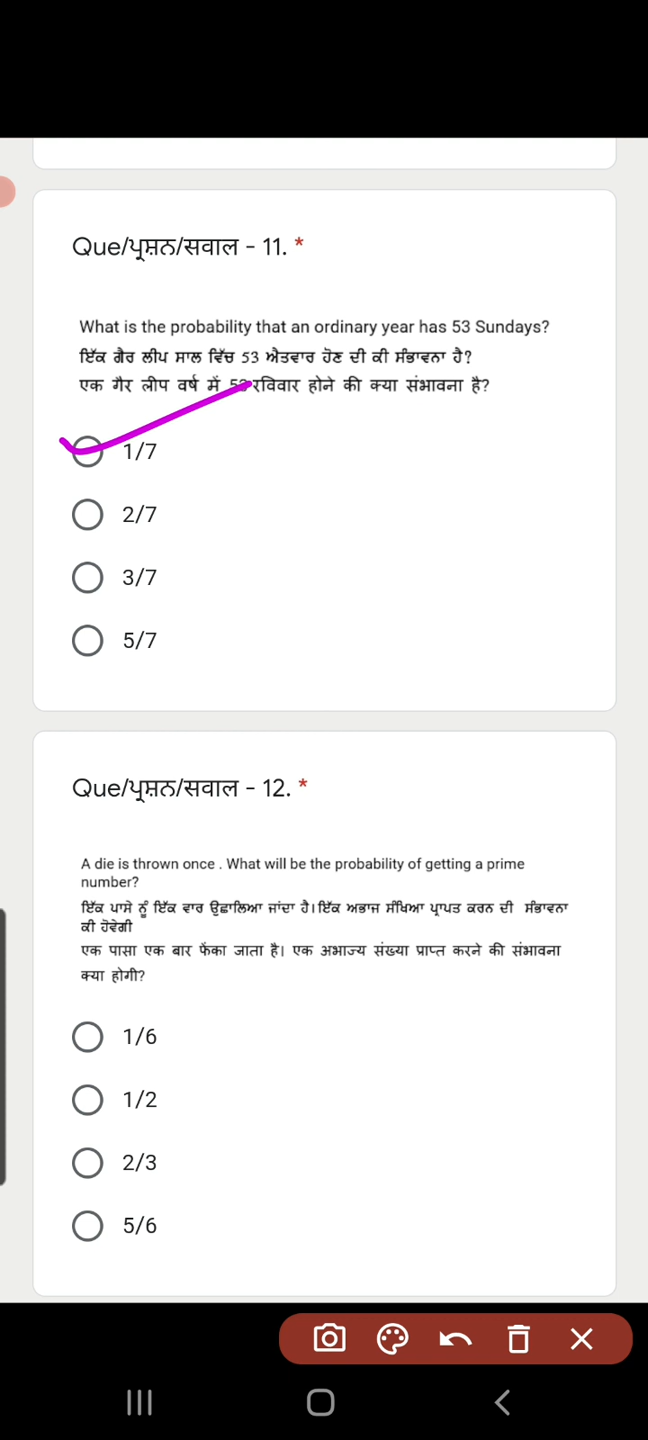 Que/ਪ੍ਰਸ਼ਨ/सवाल - 11. *
What is the probability that an ordinary year has 53 Sundays?
ਇੱਕ ਗੈਰ ਲੀਪ ਸਾਲ ਵਿੱਚ 53 ਐਤਵਾਰ ਹੋਣ ਦੀ ਕੀ ਸੰਭਾਵਨਾ ਹੈ?
एक गैर लीप वर्ष में 53 रविवार होने की क्या संभावना है?
1/7
2/7
3/7
5/7
Que/ਪ੍ਰਸ਼ਨ/सवाल - 12. *
A die is thrown once . What will be the probability of getting a prime
number?
ਇੱਕ ਪਾਸੇ ਨੂੰ ਇੱਕ ਵਾਰ ਉਛਾਲਿਆ ਜਾਂਦਾ ਹੈ।ਇੱਕ ਅਭਾਜ ਸੰਖਿਆ ਪ੍ਰਾਪਤ ਕਰਨ ਦੀ ਸੰਭਾਵਨਾ
ਕੀ ਹੋਵੇਗੀ
एक पासा एक बार फेंका जाता है। एक अभाज्य संख्या प्राप्त करने की संभावना
क्या होगी?
1/6
1/2
2/3
5/6